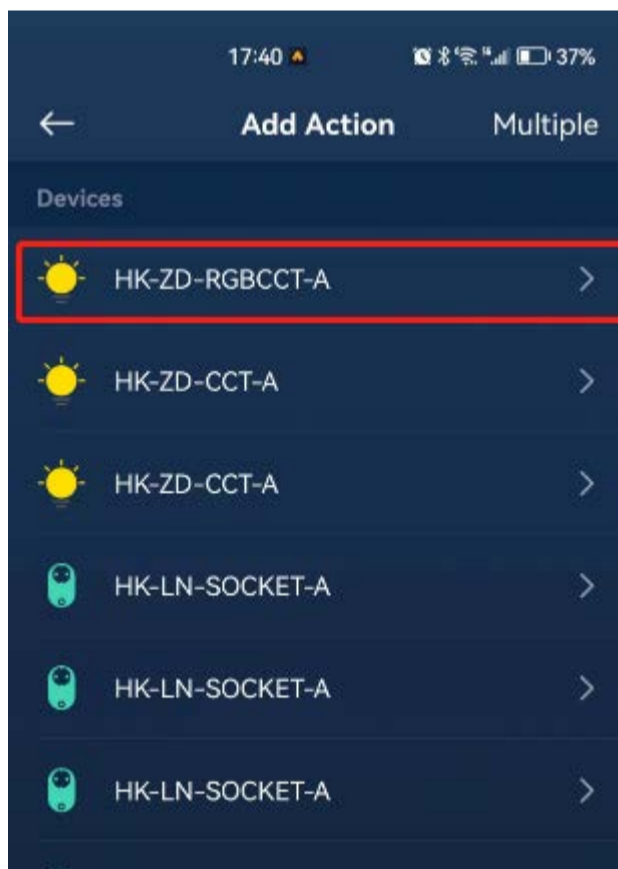 17:40 37%
Add Action Multiple
Devices
HK-ZD-RGBCCT-A
HK-ZD-CCT-A
HK-ZD-CCT-A
HK-LN-SOCKET-A
HK-LN-SOCKET-A
HK-LN-SOCKET-A